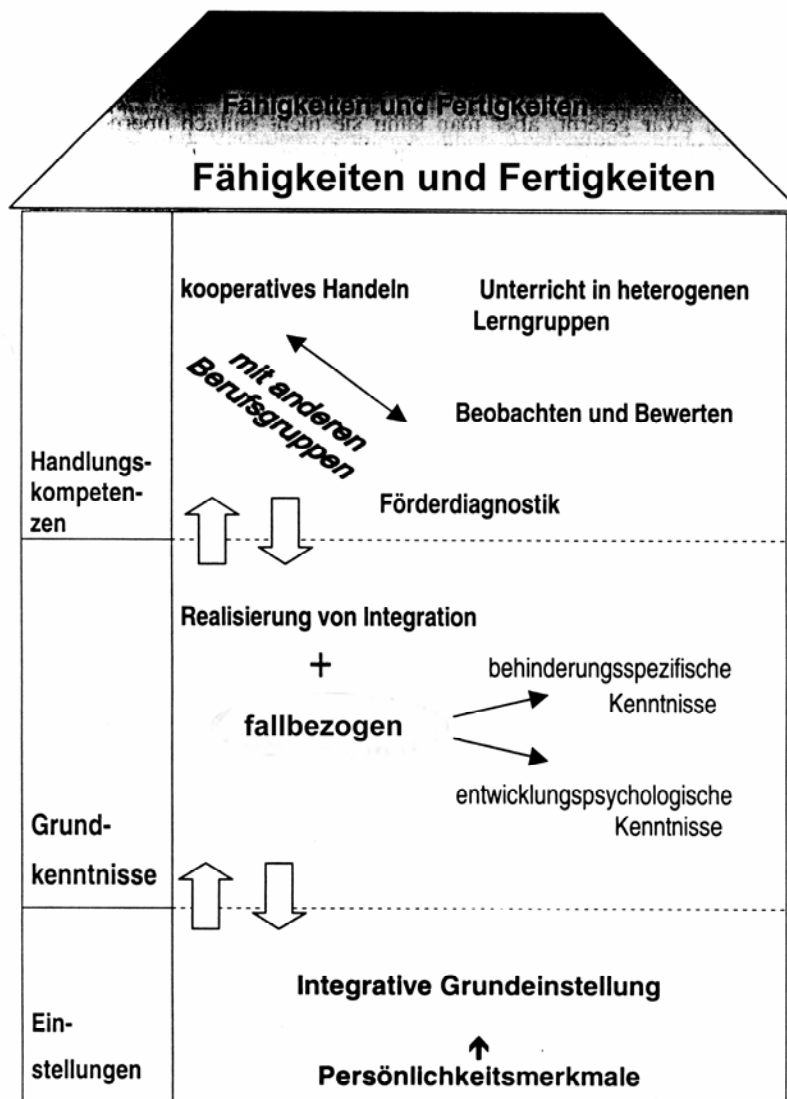 Fähigkeiten und Fertigkeiten
Fähigkeiten und Fertigkeiten
kooperatives Handeln
Unterricht in heterogenen
Lerngruppen
mit anderen
Berufsgruppen
Beobachten und Bewerten
Handlungs-
kompeten-
zen
Förderdiagnostik
Realisierung von Integration
+
fallbezogen
behinderungsspezifische
Kenntnisse
entwicklungspsychologische
Kenntnisse
Grund-
kenntnisse
Integrative Grundeinstellung
Ein-
stellungen
Persönlichkeitsmerkmale